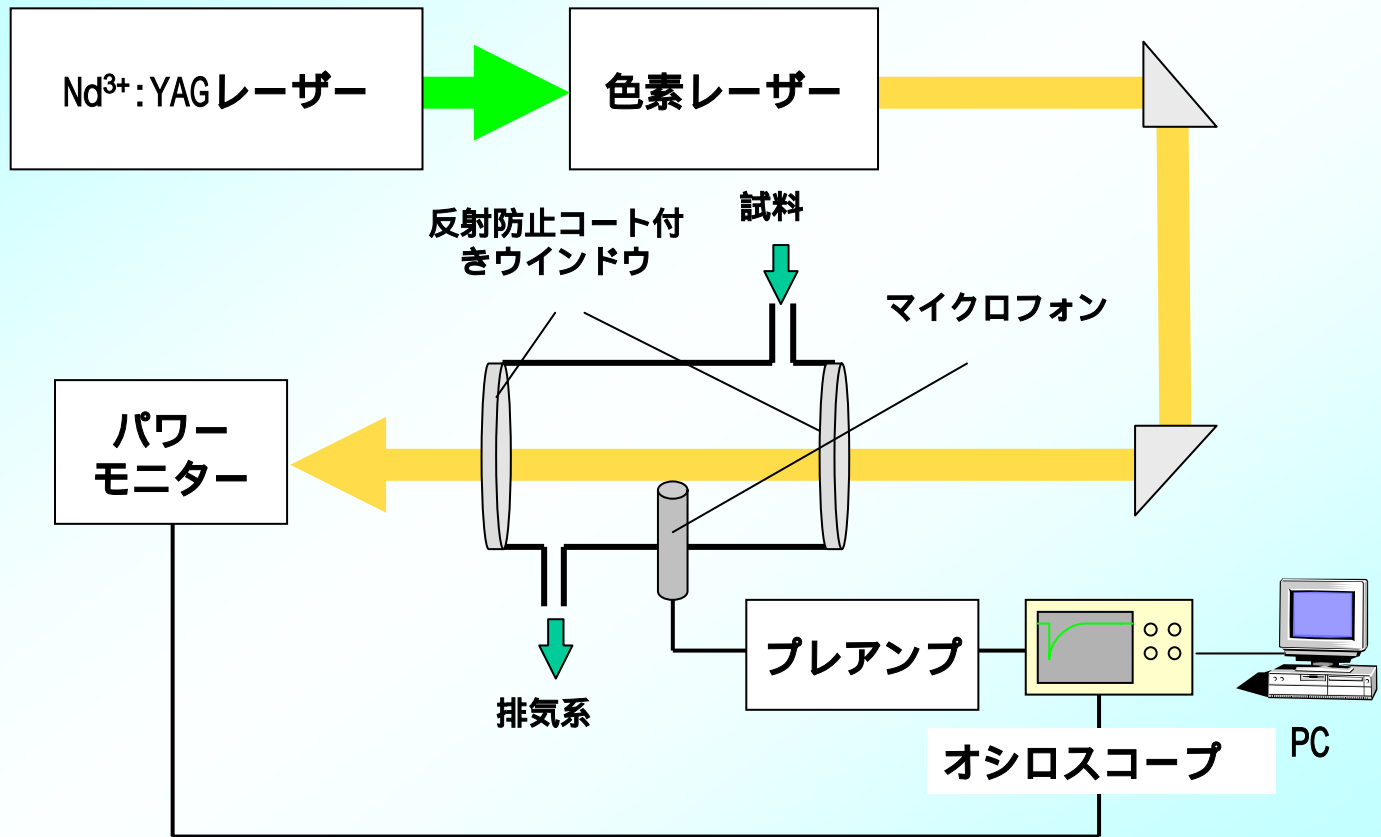 Nd³⁺:YAGレーザー
色素レーザー
試料
反射防止コート付
きウインドウ
マイクロフォン
パワー
モニター
プレアンプ
排気系
オシロスコープ
PC